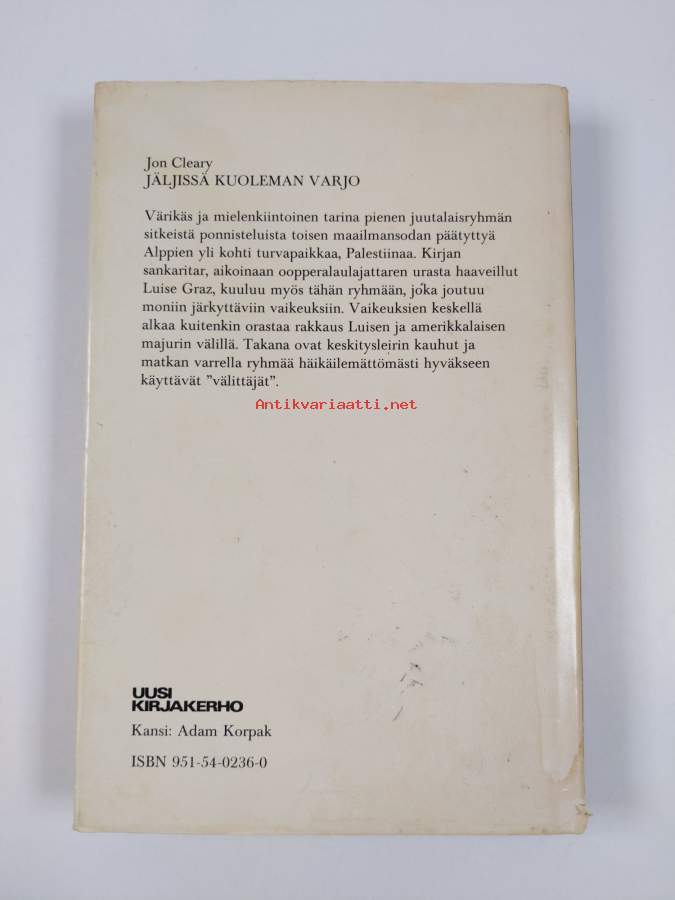 Jon Cleary
JÄLJISSÄ KUOLEMAN VARJO
Värikäs ja mielenkiintoinen tarina pienen juutalaisryhmän
sitkeistä ponnisteluista toisen maailmansodan päätyttyä
Alppien yli kohti turvapaikkaa, Palestiinaa. Kirjan
sankaritar, aikoinaan oopperalaulajattaren urasta haaveillut
Luise Graz, kuuluu myös tähän ryhmään, joka joutuu
moniin järkyttäviin vaikeuksiin. Vaikeuksien keskellä
alkaa kuitenkin orastaa rakkaus Luisen ja amerikkalaisen
majurin välillä. Takana ovat keskitysleirin kauhut ja
matkan varrella ryhmää häikäilemättömästi hyväkseen
käyttävät ”välittäjät”.
Antikvariaatti.net
UUSI
KIRJAKERHO
Kansi: Adam Korpak
ISBN 951-54-0236-0